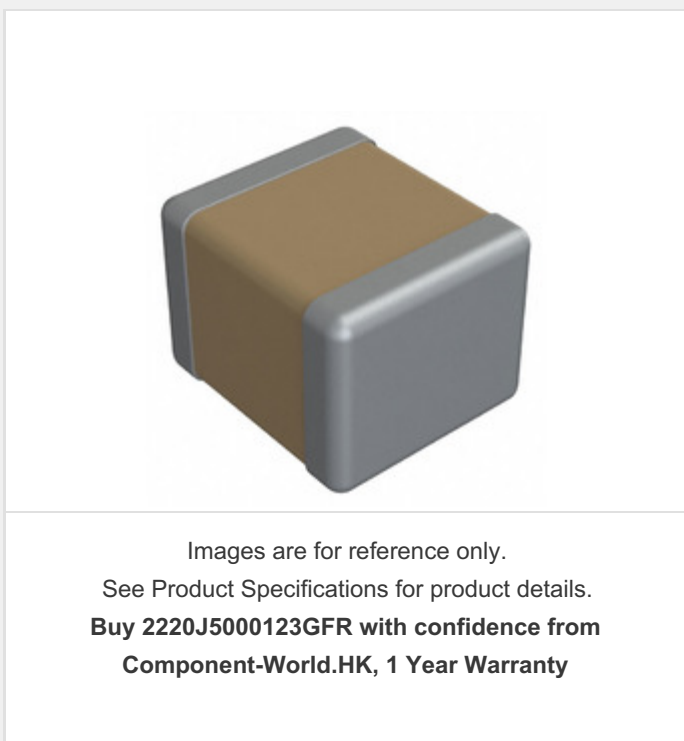 Images are for reference only.
See Product Specifications for product details.
Buy 2220J5000123GFR with confidence from
Component-World.HK, 1 Year Warranty